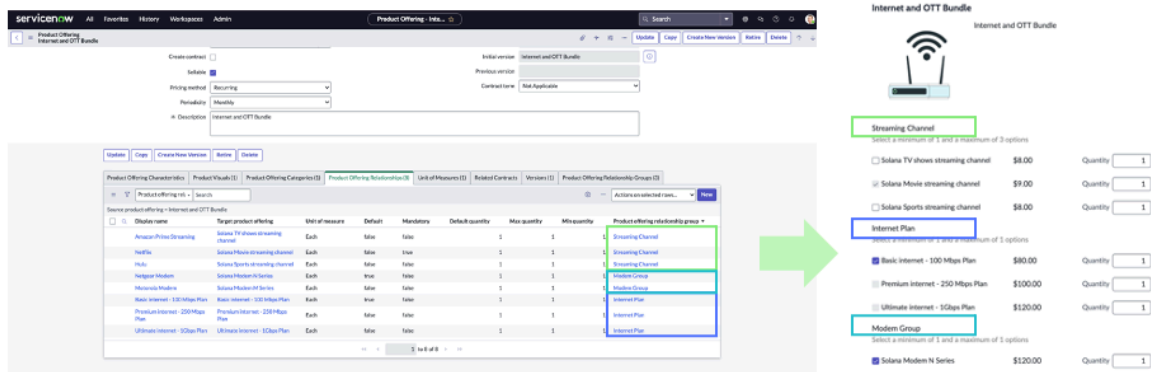 servicenow All Favorites History Workspaces Admin Product Offering - Inte... Search
Product Offering
Internet and OTT Bundle
Update Copy Create New Version Retire Delete
Create contract
Sellable
Pricing method Recurring
Periodicity Monthly
Description Internet and OTT Bundle
Initial version Internet and OTT Bundle
Previous version
Contract term Not Applicable
Update Copy Create New Version Retire Delete
Product Offering Characteristics Product Visuals (1) Product Offering Categories (1) Product Offering Relationships (8) Unit of Measures (1) Related Contracts Versions (1) Product Offering Relationship Groups (3)
Product offering rel... Search Actions on selected rows... New
Source product offering = Internet and OTT Bundle
Display name Target product offering Unit of measure Default Mandatory Default quantity Max quantity Min quantity Product offering relationship group
Amazon Prime Streaming Solana TV shows streaming channel Each false false 1 1 1 Streaming Channel
Netflix Solana Movie streaming channel Each false true 1 1 1 Streaming Channel
Hulu Solana Sports streaming channel Each false false 1 1 1 Streaming Channel
Netgear Modem Solana Modem N Series Each true false 1 1 1 Modem Group
Motorola Modem Solana Modem M Series Each false false 1 1 1 Modem Group
Basic internet - 100 Mbps Plan Basic internet - 100 Mbps Plan Each true false 1 1 1 Internet Plan
Premium internet - 250 Mbps Plan Premium internet - 250 Mbps Plan Each false false 1 1 1 Internet Plan
Ultimate internet - 1Gbps Plan Ultimate internet - 1Gbps Plan Each false false 1 1 1 Internet Plan
1 to 8 of 8
Internet and OTT Bundle
Internet and OTT Bundle
Streaming Channel
Select a minimum of 1 and a maximum of 3 options
Solana TV shows streaming channel $8.00 Quantity 1
Solana Movie streaming channel $9.00 Quantity 1
Solana Sports streaming channel $8.00 Quantity 1
Internet Plan
Select a minimum of 1 and a maximum of 1 options
Basic internet - 100 Mbps Plan $80.00 Quantity 1
Premium internet - 250 Mbps Plan $100.00 Quantity 1
Ultimate internet - 1Gbps Plan $120.00 Quantity 1
Modem Group
Select a minimum of 1 and a maximum of 1 options
Solana Modem N Series $120.00 Quantity 1